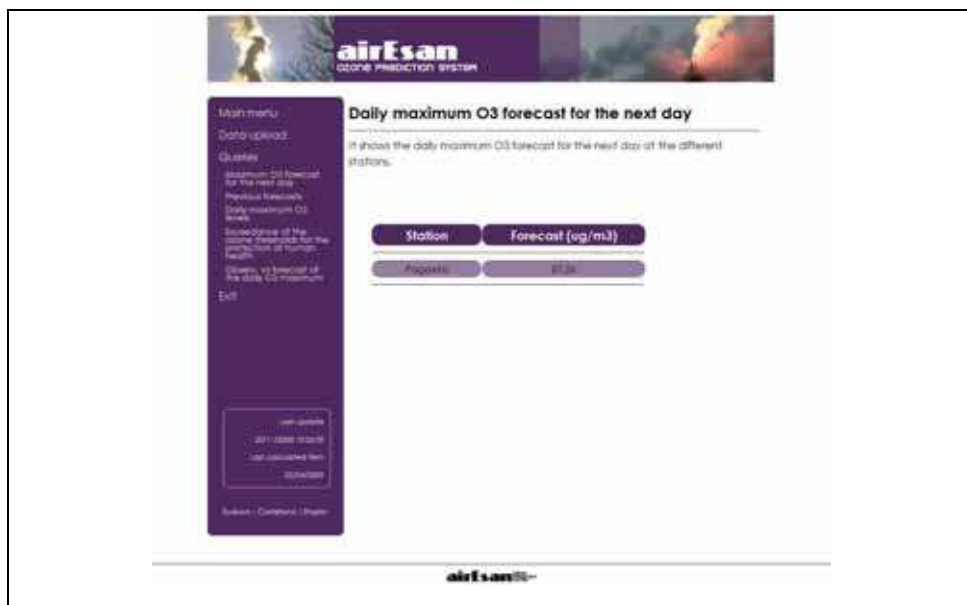 airEsan
OZONE PREDICTION SYSTEM
Main menu
Data upload
Queries
Maximum O3 forecast
for the next day
Previous forecasts
Daily maximum O3
levels
Exceedance of the
ozone thresholds for the
protection of human
health
forecast of
the daily O3 maximum
Exit
Last update
Last calculated item
Euskara | Castellano | English
Daily maximum O3 forecast for the next day
It shows the daily maximum O3 forecast for the next day at the different
stations.
Station Forecast (ug/m3)
airEsan